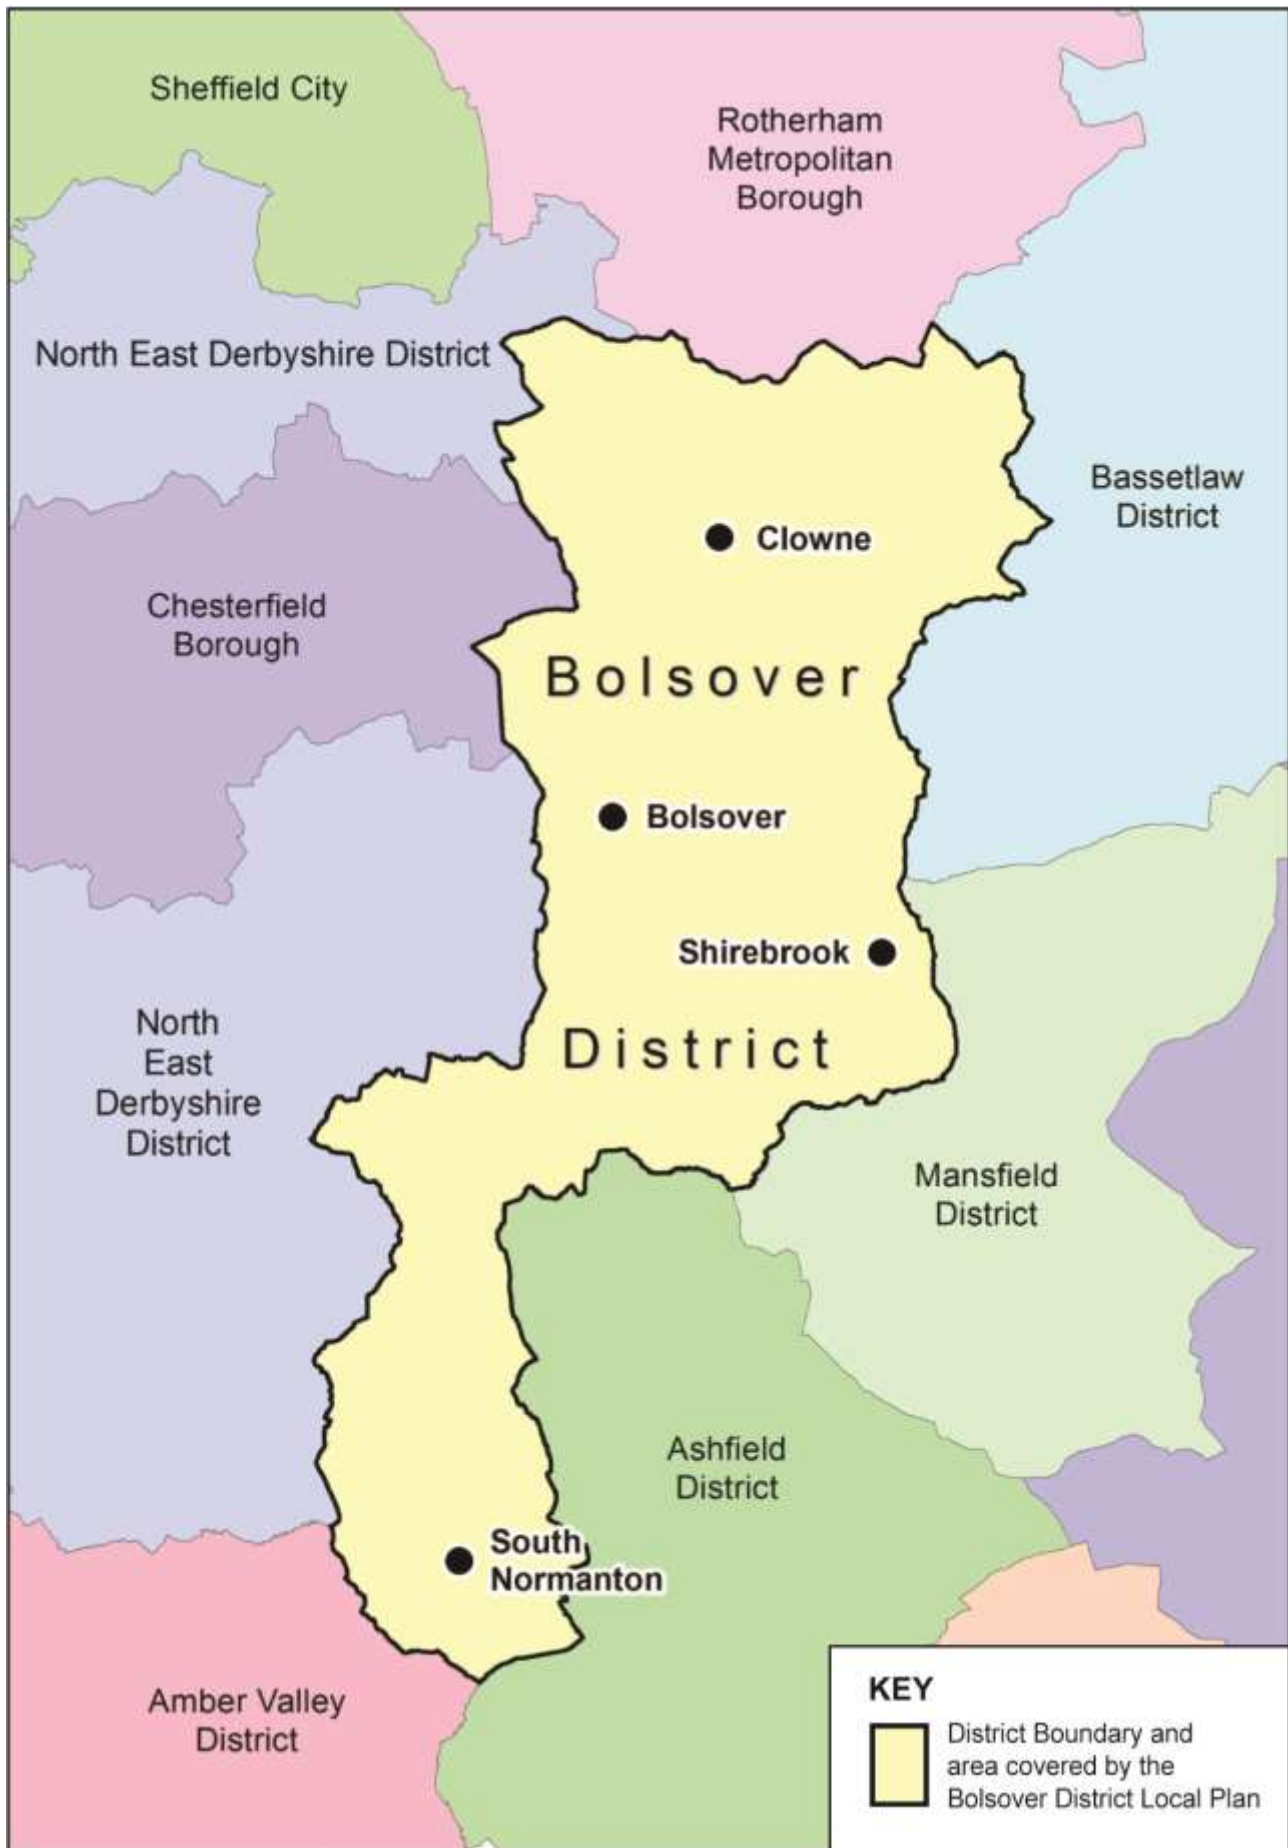 Sheffield City
Rotherham
Metropolitan
Borough
North East Derbyshire District
Bassetlaw
District
Clowne
Chesterfield
Borough
Bolsover
Bolsover
Shirebrook
North
East
Derbyshire
District
District
Mansfield
District
Ashfield
District
South
Normanton
Amber Valley
District
KEY
District Boundary and
area covered by the
Bolsover District Local Plan